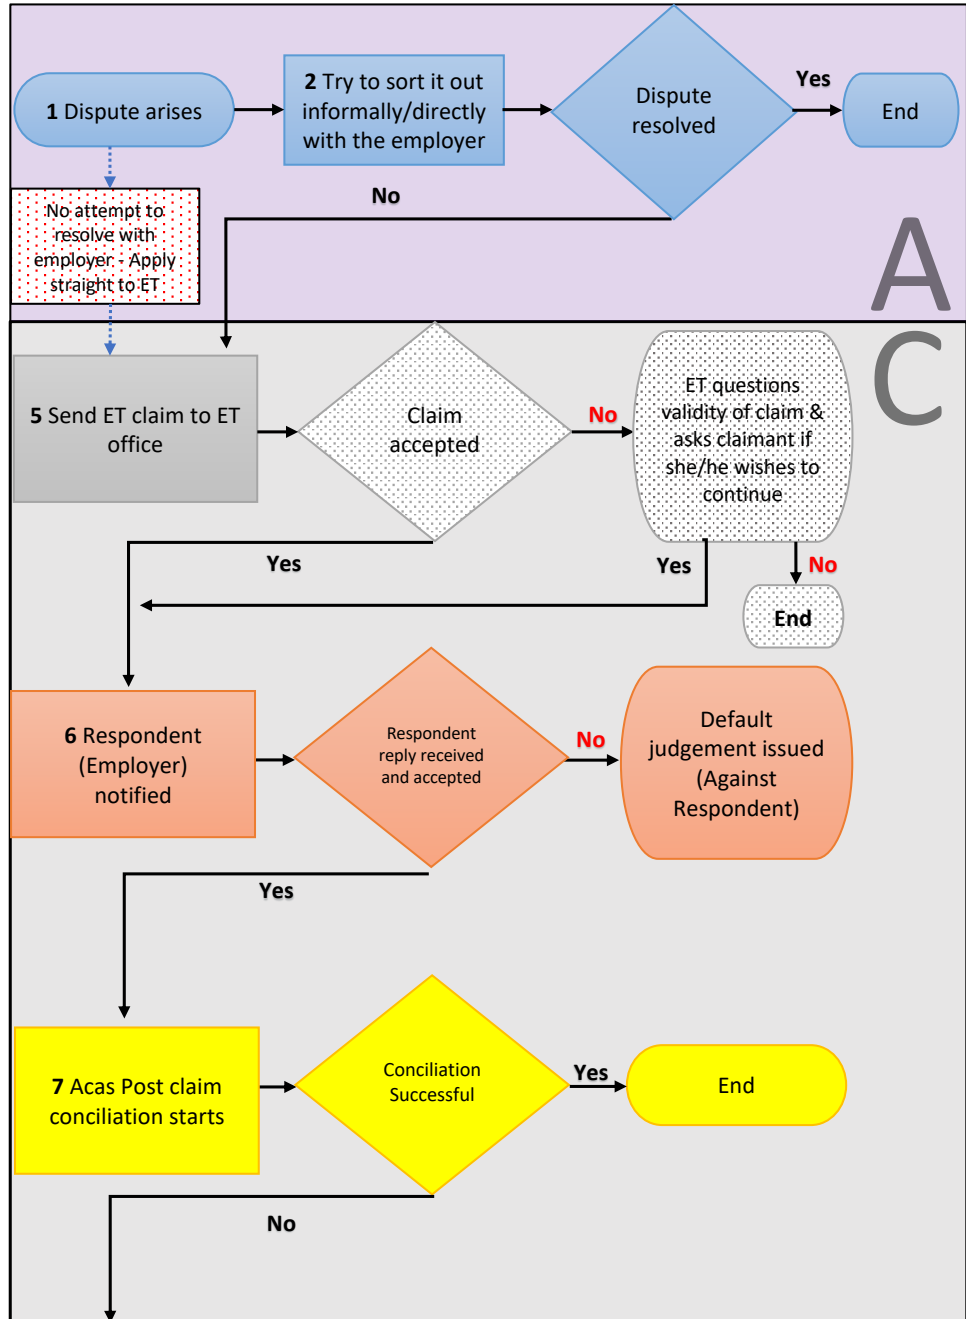 1 Dispute arises
2 Try to sort it out
informally/directly
with the employer
Dispute
resolved
Yes
End
No
No attempt to
resolve with
employer - Apply
straight to ET
A
C
5 Send ET claim to ET
office
Claim
accepted
No
ET questions
validity of claim &
asks claimant if
she/he wishes to
continue
Yes
Yes
No
End
6 Respondent
(Employer)
notified
Respondent
reply received
and accepted
No
Default
judgement issued
(Against
Respondent)
Yes
7 Acas Post claim
conciliation starts
Conciliation
Successful
Yes
End
No